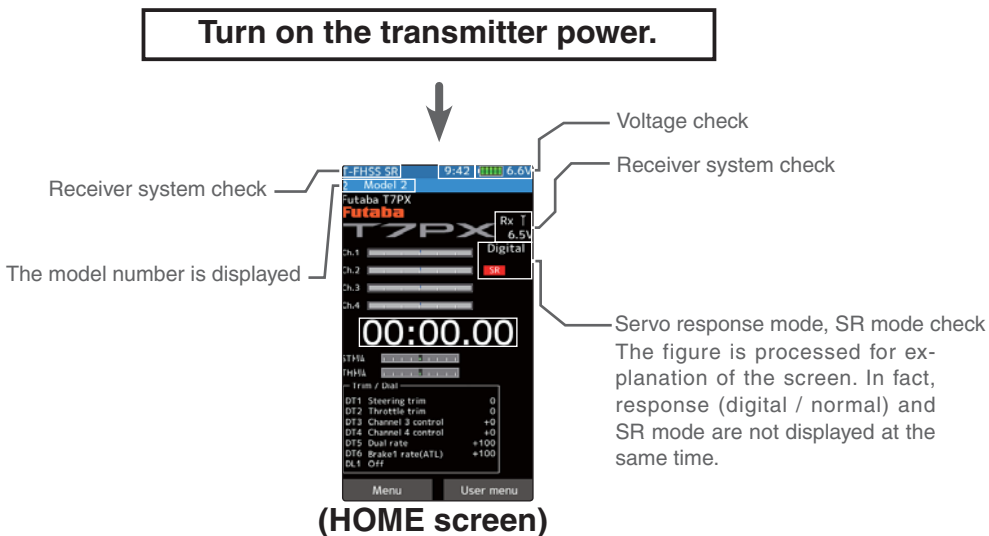 Turn on the transmitter power.
Voltage check
Receiver system check
Receiver system check
The model number is displayed
Servo response mode, SR mode check
The figure is processed for ex-
planation of the screen. In fact,
response (digital / normal) and
SR mode are not displayed at the
same time.
T-FHSS SR 9:42 6.6V
2 Model 2
Futaba T7PX
Futaba
T7PX
Rx
6.5V
Digital
SR
Ch.1
Ch.2
Ch.3
Ch.4
00:00.00
Trim / Dial
DT1 Steering trim 0
DT2 Throttle trim 0
DT3 Channel 3 control +0
DT4 Channel 4 control +0
DT5 Dual rate +100
DT6 Brake1 rate(ATL) +100
DL1 Off
Menu User menu
(HOME screen)